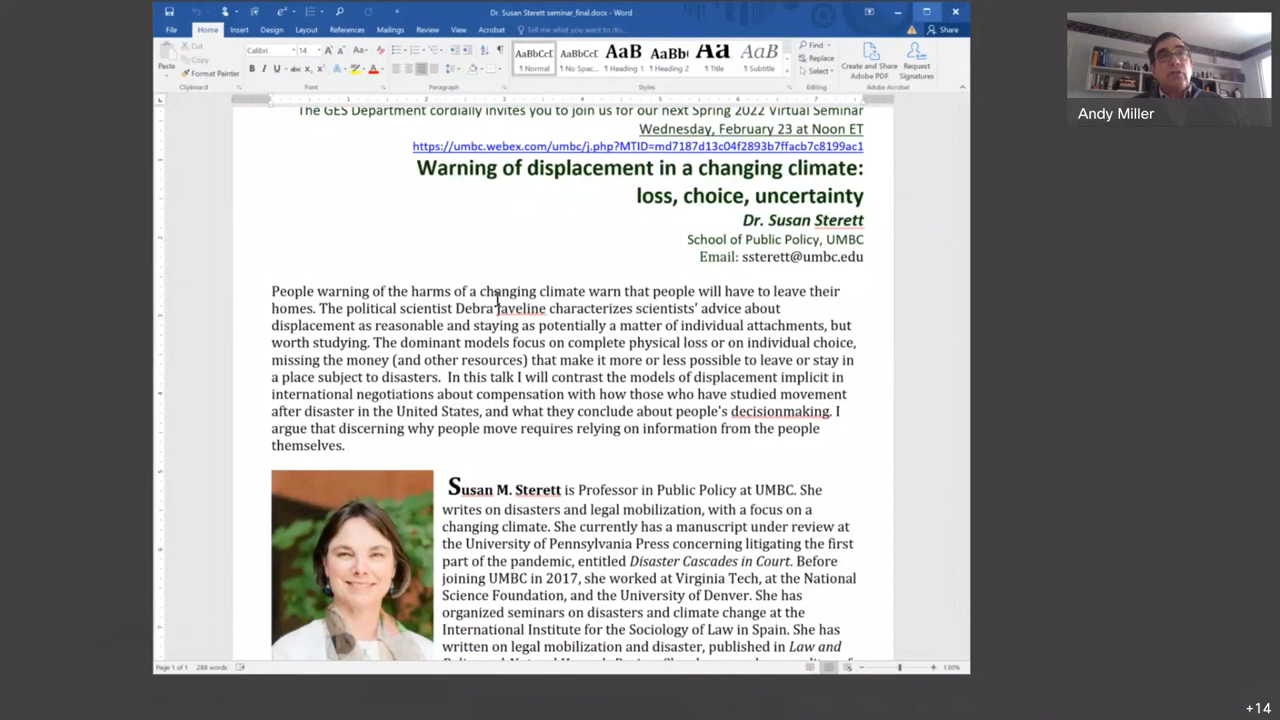 Dr. Susan Sterett seminar_final.docx - Word
File Home Insert Design Layout References Mailings Review View Acrobat Tell me what you want to do... Share
Paste
Cut
Copy
Format Painter
Clipboard
Calibri 14
Font
Paragraph
AaBbCcI AaBbCcI AaB AaBb( Aa AaB
¶ Normal ¶ No Spac... ¶ Heading 1 ¶ Heading 2 ¶ Title ¶ Subtitle
Styles
Find
Replace
Select
Editing
Create and Share Adobe PDF
Request Signatures
Adobe Acrobat
Andy Miller
The GES Department cordially invites you to join us for our next Spring 2022 Virtual Seminar
Wednesday, February 23 at Noon ET
https://umbc.webex.com/umbc/j.php?MTID=md7187d13c04f2893b7ffacb7c8199ac1
Warning of displacement in a changing climate:
loss, choice, uncertainty
Dr. Susan Sterett
School of Public Policy, UMBC
Email: ssterett@umbc.edu
People warning of the harms of a changing climate warn that people will have to leave their
homes. The political scientist Debra Javeline characterizes scientists' advice about
displacement as reasonable and staying as potentially a matter of individual attachments, but
worth studying. The dominant models focus on complete physical loss or on individual choice,
missing the money (and other resources) that make it more or less possible to leave or stay in
a place subject to disasters. In this talk I will contrast the models of displacement implicit in
international negotiations about compensation with how those who have studied movement
after disaster in the United States, and what they conclude about people's decisionmaking. I
argue that discerning why people move requires relying on information from the people
themselves.
Susan M. Sterett is Professor in Public Policy at UMBC. She
writes on disasters and legal mobilization, with a focus on a
changing climate. She currently has a manuscript under review at
the University of Pennsylvania Press concerning litigating the first
part of the pandemic, entitled Disaster Cascades in Court. Before
joining UMBC in 2017, she worked at Virginia Tech, at the National
Science Foundation, and the University of Denver. She has
organized seminars on disasters and climate change at the
International Institute for the Sociology of Law in Spain. She has
written on legal mobilization and disaster, published in Law and
Page 1 of 1 288 words
130%
+14